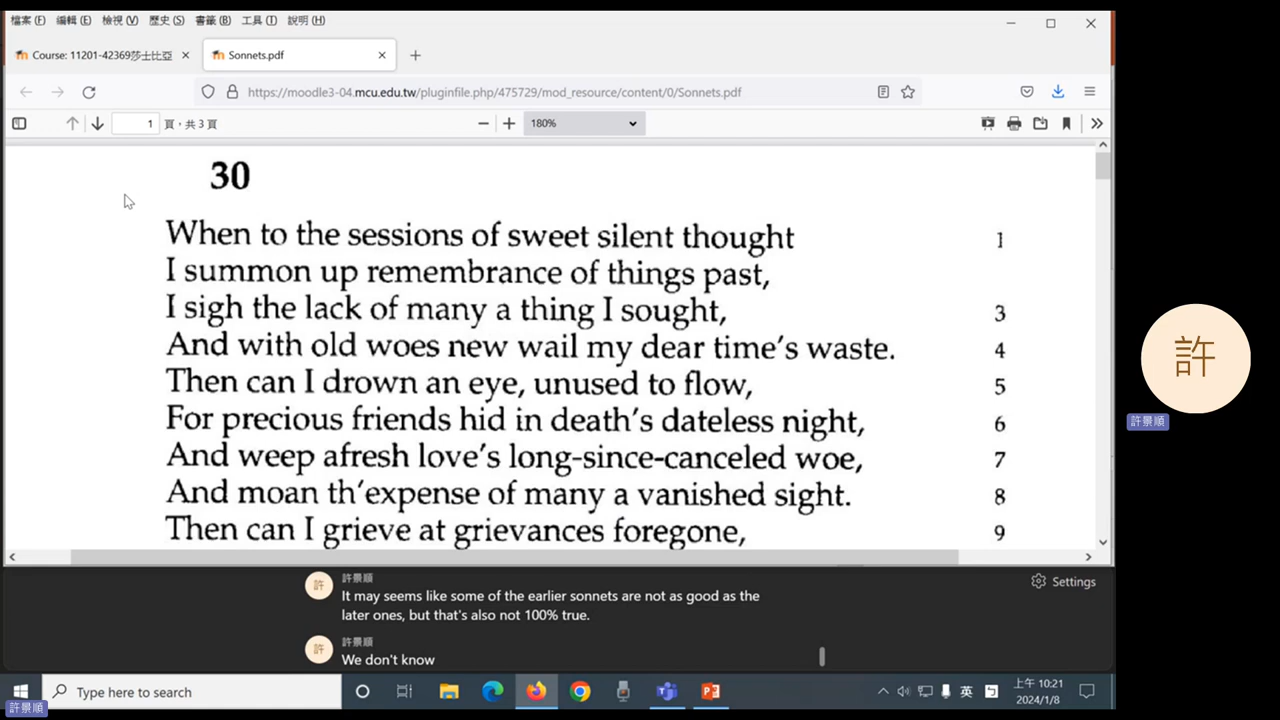 檔案(F) 編輯(E) 檢視(V) 歷史(S) 書籤(B) 工具(T) 說明(H)
Course: 11201-42369莎士比亞
Sonnets.pdf
https://moodle3-04.mcu.edu.tw/pluginfile.php/475729/mod_resource/content/0/Sonnets.pdf
1 頁,共 3 頁
180%
30
When to the sessions of sweet silent thought 1
I summon up remembrance of things past,
I sigh the lack of many a thing I sought, 3
And with old woes new wail my dear time's waste. 4
Then can I drown an eye, unused to flow, 5
For precious friends hid in death's dateless night, 6
And weep afresh love's long-since-canceled woe, 7
And moan th'expense of many a vanished sight. 8
Then can I grieve at grievances foregone, 9
許
許景順
許 許景順
It may seems like some of the earlier sonnets are not as good as the
later ones, but that's also not 100% true.
Settings
許 許景順
We don't know
Type here to search
英
上午 10:21
2024/1/8
許景順